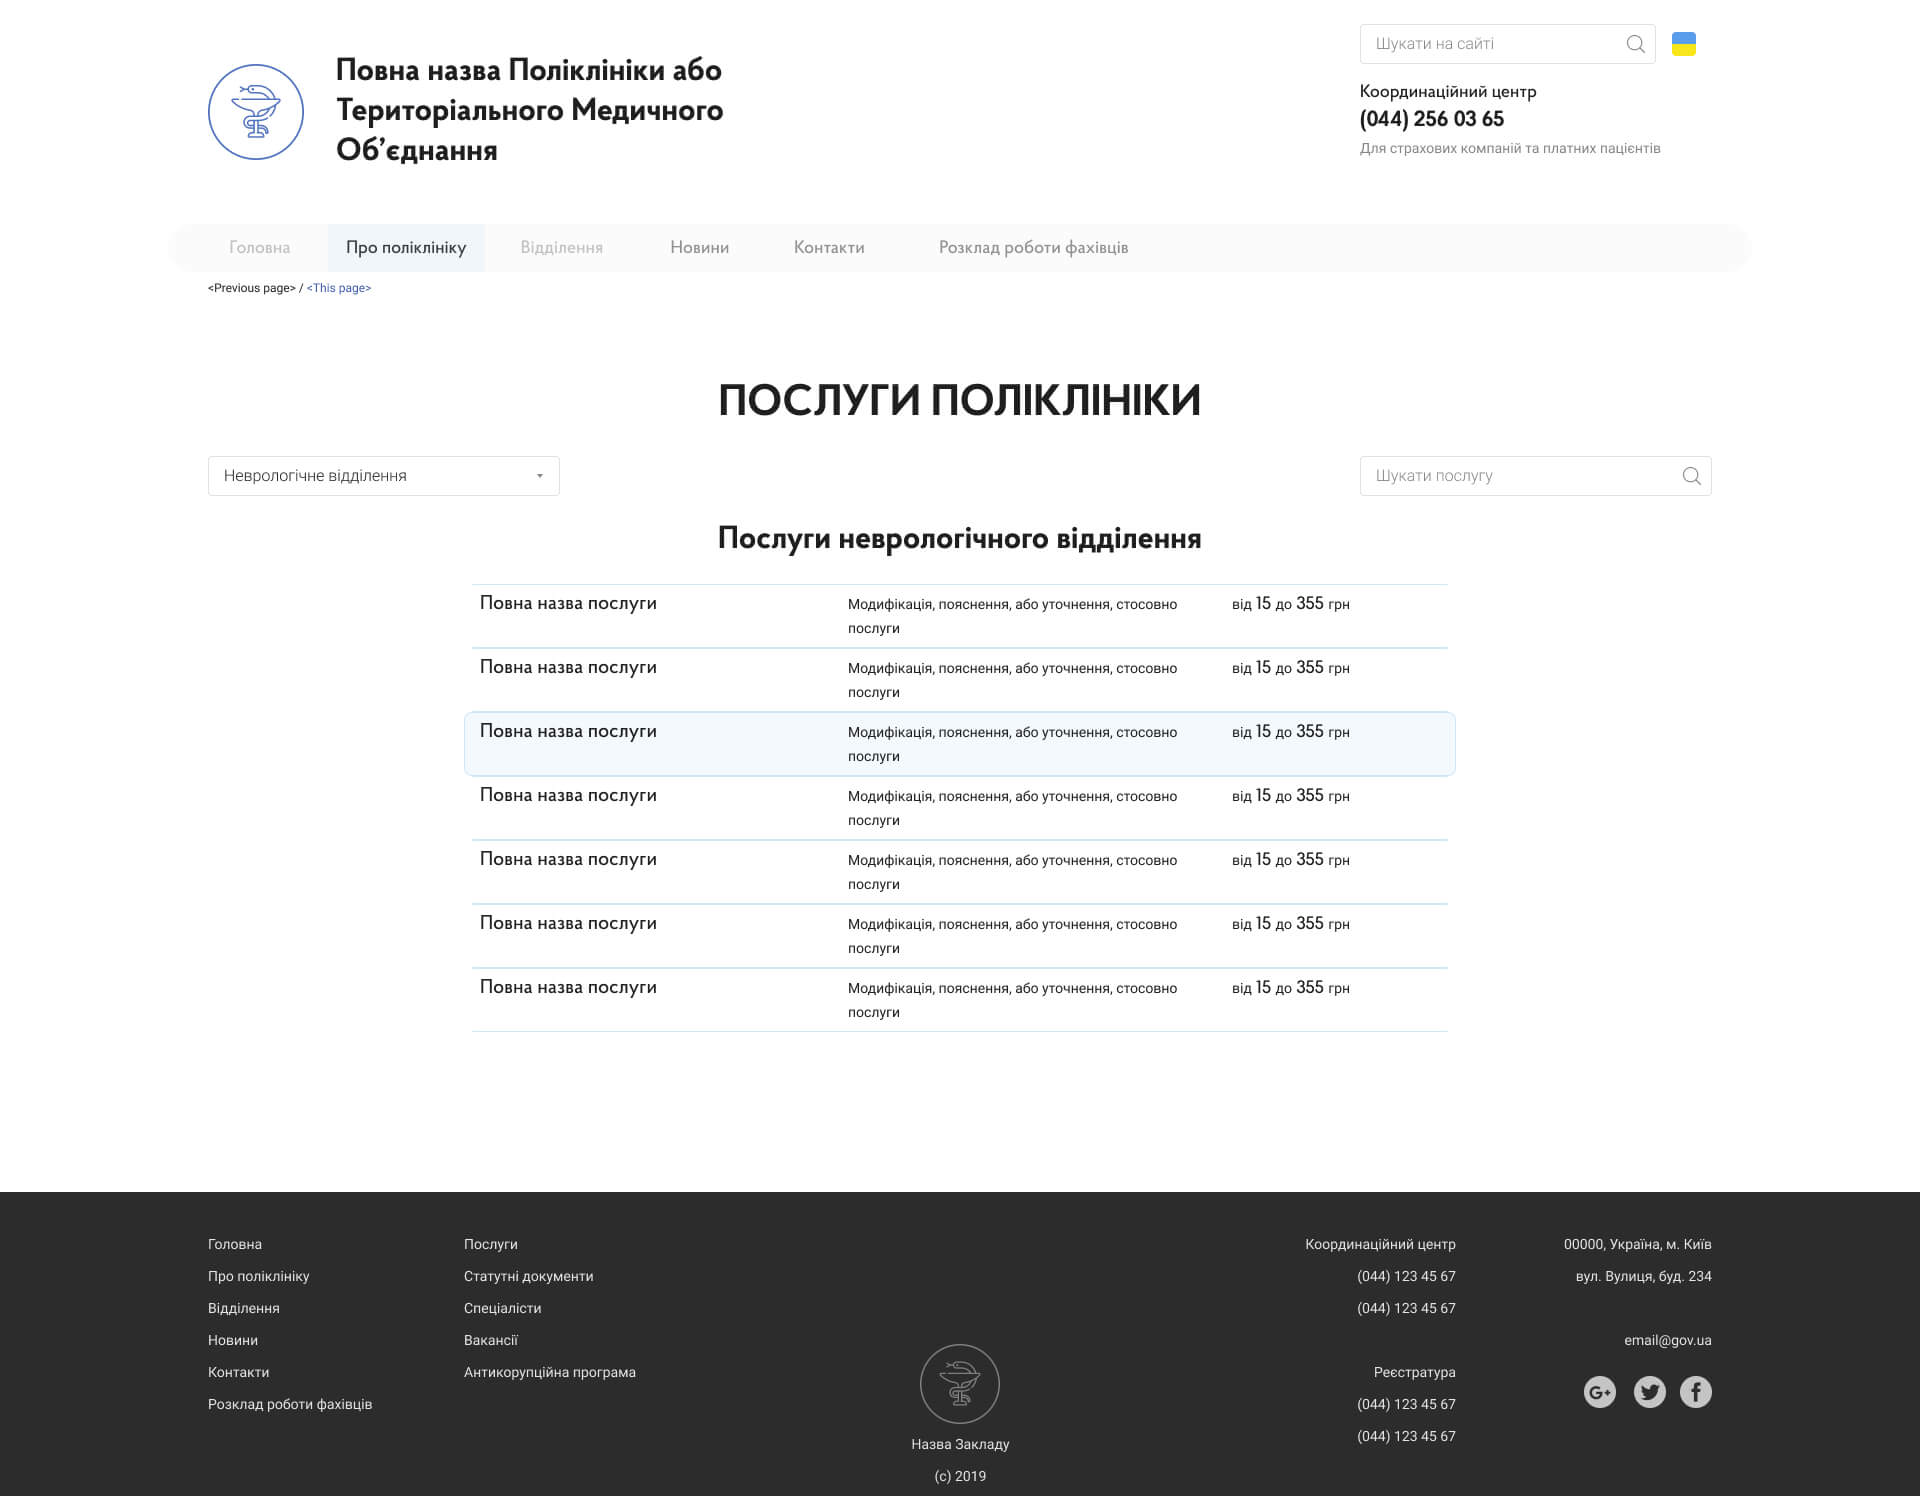 Шукати на сайті
Повна назва Поліклініки або
Територіального Медичного
Об’єднання
Координаційний центр
(044) 256 03 65
Для страхових компаній та платних пацієнтів
Головна
Про поліклініку
Відділення
Новини
Контакти
Розклад роботи фахівців
<Previous page> / <This page>
ПОСЛУГИ ПОЛІКЛІНІКИ
Неврологічне відділення
Шукати послугу
Послуги неврологічного відділення
Повна назва послуги
Модифікація, пояснення, або уточнення, стосовно
послуги
від 15 до 355 грн
Повна назва послуги
Модифікація, пояснення, або уточнення, стосовно
послуги
від 15 до 355 грн
Повна назва послуги
Модифікація, пояснення, або уточнення, стосовно
послуги
від 15 до 355 грн
Повна назва послуги
Модифікація, пояснення, або уточнення, стосовно
послуги
від 15 до 355 грн
Повна назва послуги
Модифікація, пояснення, або уточнення, стосовно
послуги
від 15 до 355 грн
Повна назва послуги
Модифікація, пояснення, або уточнення, стосовно
послуги
від 15 до 355 грн
Повна назва послуги
Модифікація, пояснення, або уточнення, стосовно
послуги
від 15 до 355 грн
Головна
Про поліклініку
Відділення
Новини
Контакти
Розклад роботи фахівців
Послуги
Статутні документи
Спеціалісти
Вакансії
Антикорупційна програма
Назва Закладу
(с) 2019
Координаційний центр
(044) 123 45 67
(044) 123 45 67
Реєстратура
(044) 123 45 67
(044) 123 45 67
00000, Україна, м. Київ
вул. Вулиця, буд. 234
email@gov.ua
G+
f